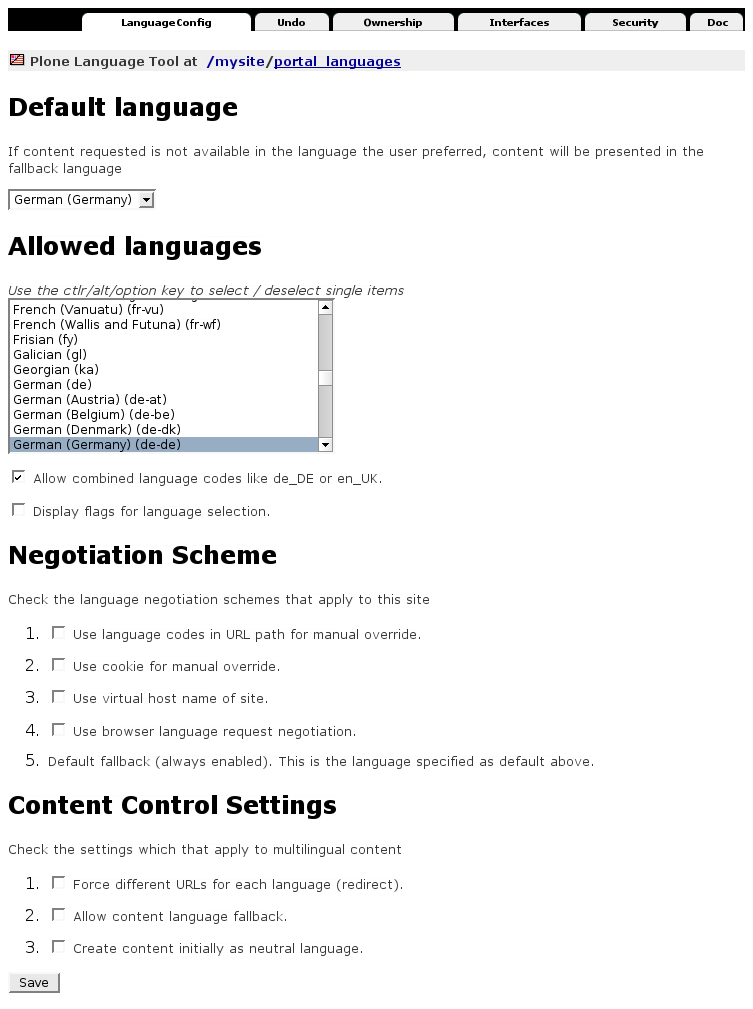 LanguageConfig Undo Ownership Interfaces Security Doc
Plone Language Tool at /mysite/portal_languages
Default language
If content requested is not available in the language the user preferred, content will be presented in the
fallback language
German (Germany)
Allowed languages
Use the ctlr/alt/option key to select / deselect single items
French (Vanuatu) (fr-vu)
French (Wallis and Futuna) (fr-wf)
Frisian (fy)
Galician (gl)
Georgian (ka)
German (de)
German (Austria) (de-at)
German (Belgium) (de-be)
German (Denmark) (de-dk)
German (Germany) (de-de)
Allow combined language codes like de_DE or en_UK.
Display flags for language selection.
Negotiation Scheme
Check the language negotiation schemes that apply to this site
1. Use language codes in URL path for manual override.
2. Use cookie for manual override.
3. Use virtual host name of site.
4. Use browser language request negotiation.
5. Default fallback (always enabled). This is the language specified as default above.
Content Control Settings
Check the settings which that apply to multilingual content
1. Force different URLs for each language (redirect).
2. Allow content language fallback.
3. Create content initially as neutral language.
Save